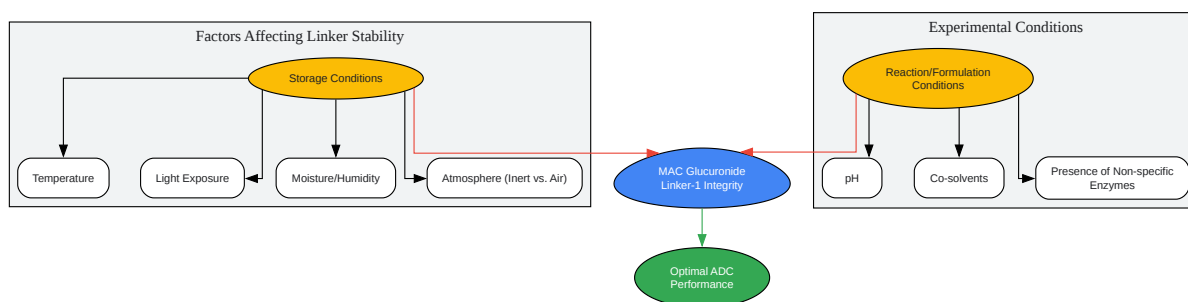 Factors Affecting Linker Stability
Storage Conditions
Temperature
Light Exposure
Moisture/Humidity
Atmosphere (Inert vs. Air)
Experimental Conditions
Reaction/Formulation
Conditions
pH
Co-solvents
Presence of Non-specific
Enzymes
MAC Glucuronide
Linker-1 Integrity
Optimal ADC
Performance